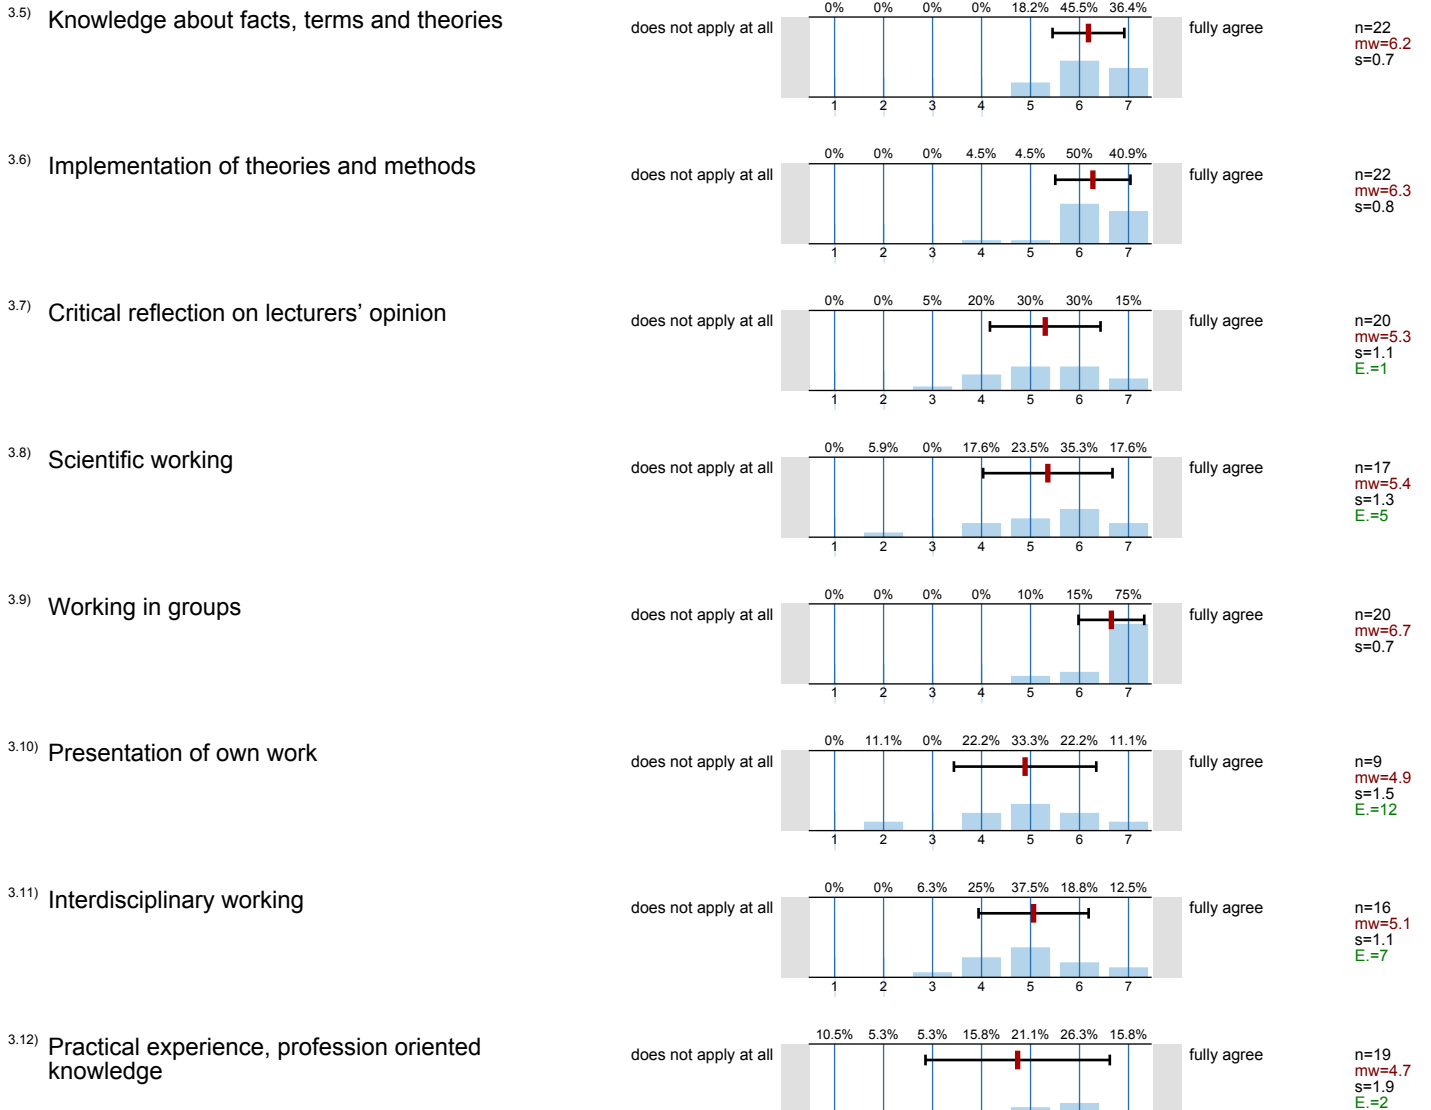 3.5) Knowledge about facts, terms and theories
0% 0% 0% 0% 18.2% 45.5% 36.4%
does not apply at all fully agree
1 2 3 4 5 6 7
n=22
mw=6.2
s=0.7
3.6) Implementation of theories and methods
0% 0% 0% 4.5% 4.5% 50% 40.9%
does not apply at all fully agree
1 2 3 4 5 6 7
n=22
mw=6.3
s=0.8
3.7) Critical reflection on lecturers’ opinion
0% 0% 5% 20% 30% 30% 15%
does not apply at all fully agree
1 2 3 4 5 6 7
n=20
mw=5.3
s=1.1
E.=1
3.8) Scientific working
0% 5.9% 0% 17.6% 23.5% 35.3% 17.6%
does not apply at all fully agree
1 2 3 4 5 6 7
n=17
mw=5.4
s=1.3
E.=5
3.9) Working in groups
0% 0% 0% 0% 10% 15% 75%
does not apply at all fully agree
1 2 3 4 5 6 7
n=20
mw=6.7
s=0.7
3.10) Presentation of own work
0% 11.1% 0% 22.2% 33.3% 22.2% 11.1%
does not apply at all fully agree
1 2 3 4 5 6 7
n=9
mw=4.9
s=1.5
E.=12
3.11) Interdisciplinary working
0% 0% 6.3% 25% 37.5% 18.8% 12.5%
does not apply at all fully agree
1 2 3 4 5 6 7
n=16
mw=5.1
s=1.1
E.=7
3.12) Practical experience, profession oriented
knowledge
10.5% 5.3% 5.3% 15.8% 21.1% 26.3% 15.8%
does not apply at all fully agree
n=19
mw=4.7
s=1.9
E.=2